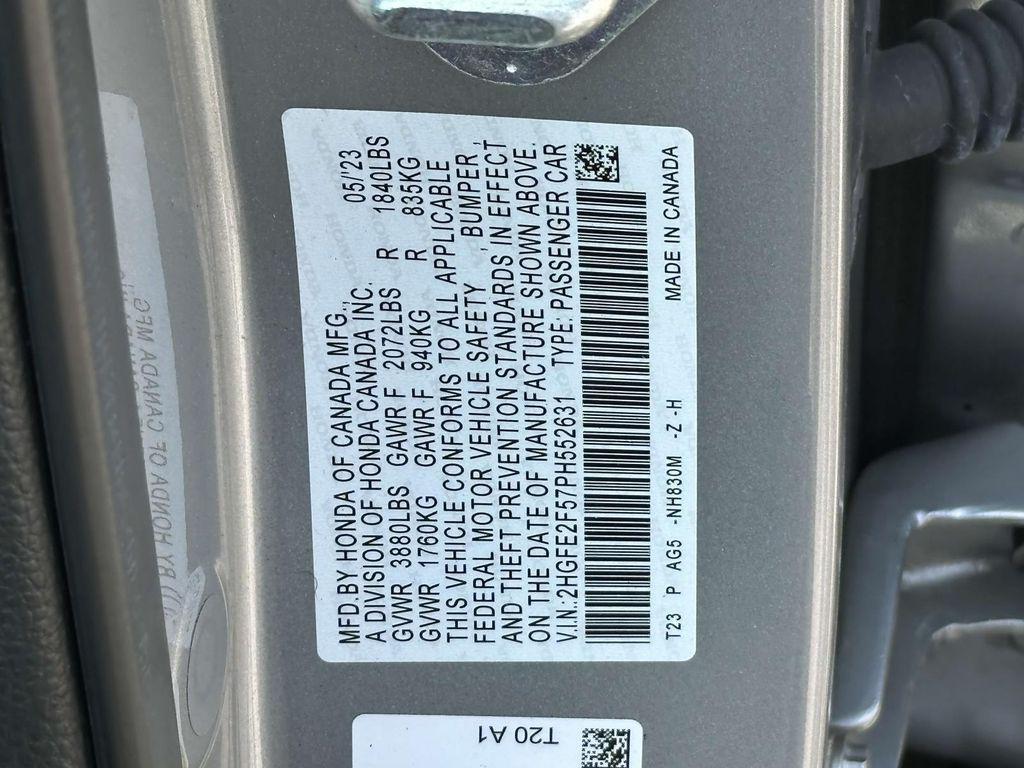 MFD.BY HONDA OF CANADA MFG.,
A DIVISION OF HONDA CANADA INC. 05/'23
GVWR 3880LBS GAWR F 2072LBS R 1840LBS
GVWR 1760KG GAWR F 940KG R 835KG
THIS VEHICLE CONFORMS TO ALL APPLICABLE
FEDERAL MOTOR VEHICLE SAFETY , BUMPER ,
AND THEFT PREVENTION STANDARDS IN EFFECT
ON THE DATE OF MANUFACTURE SHOWN ABOVE.
V.IN.:2HGFE2F57PH552631 TYPE: PASSENGER CAR
T23 P AG5 -NH830M -Z -H MADE IN CANADA
T20 A1